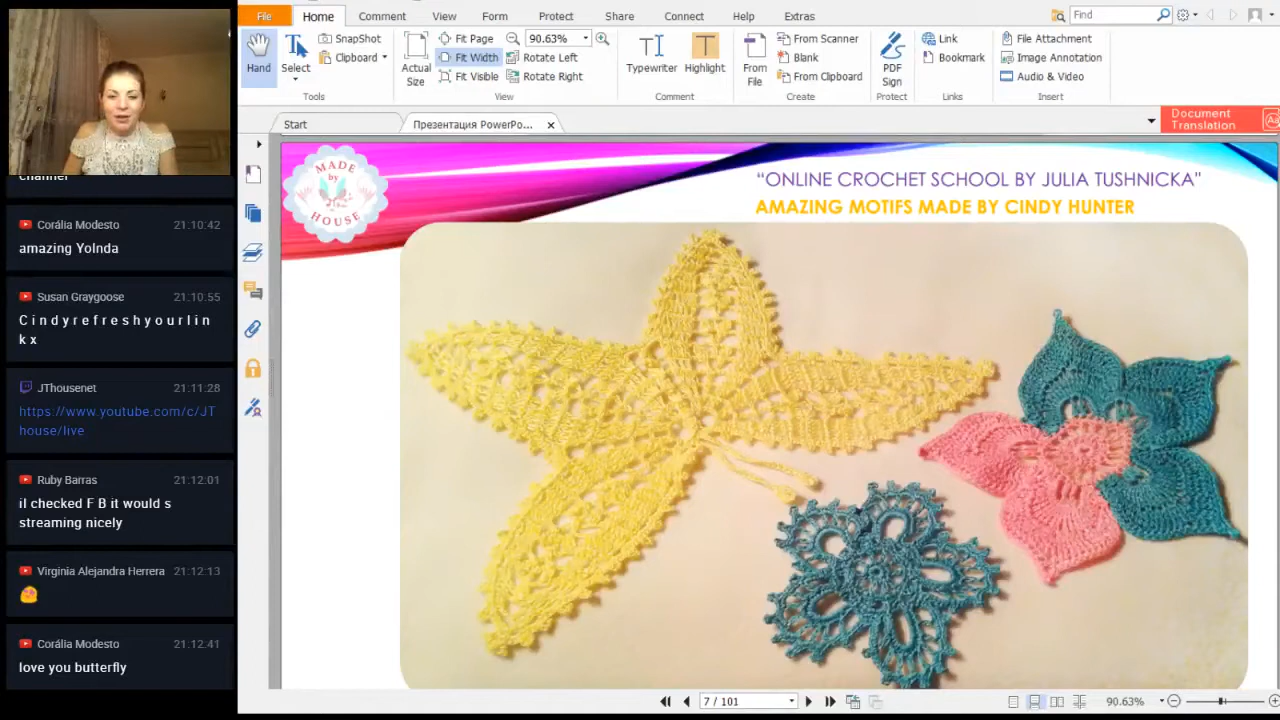 File
Home
Comment
View
Form
Protect
Share
Connect
Help
Extras
Find
Hand
Select
SnapShot
Clipboard
Tools
Actual
Size
Fit Page
Fit Width
Fit Visible
90.63%
Rotate Left
Rotate Right
View
Typewriter
Highlight
Comment
From
File
From Scanner
Blank
From Clipboard
Create
PDF
Sign
Protect
Link
Bookmark
Links
File Attachment
Image Annotation
Audio & Video
Insert
Start
Презентация PowerPo...
Document
Translation
channel
Corália Modesto 21:10:42
amazing Yolnda
Susan Graygoose 21:10:55
C i n d y r e f r e s h y o u r l i n
k x
JThousenet 21:11:28
https://www.youtube.com/c/JT
house/live
Ruby Barras 21:12:01
iI checked F B it would s
streaming nicely
Virginia Alejandra Herrera 21:12:13
Corália Modesto 21:12:41
love you butterfly
MADE
by
HOUSE
"ONLINE CROCHET SCHOOL BY JULIA TUSHNICKA"
AMAZING MOTIFS MADE BY CINDY HUNTER
7 / 101
90.63%